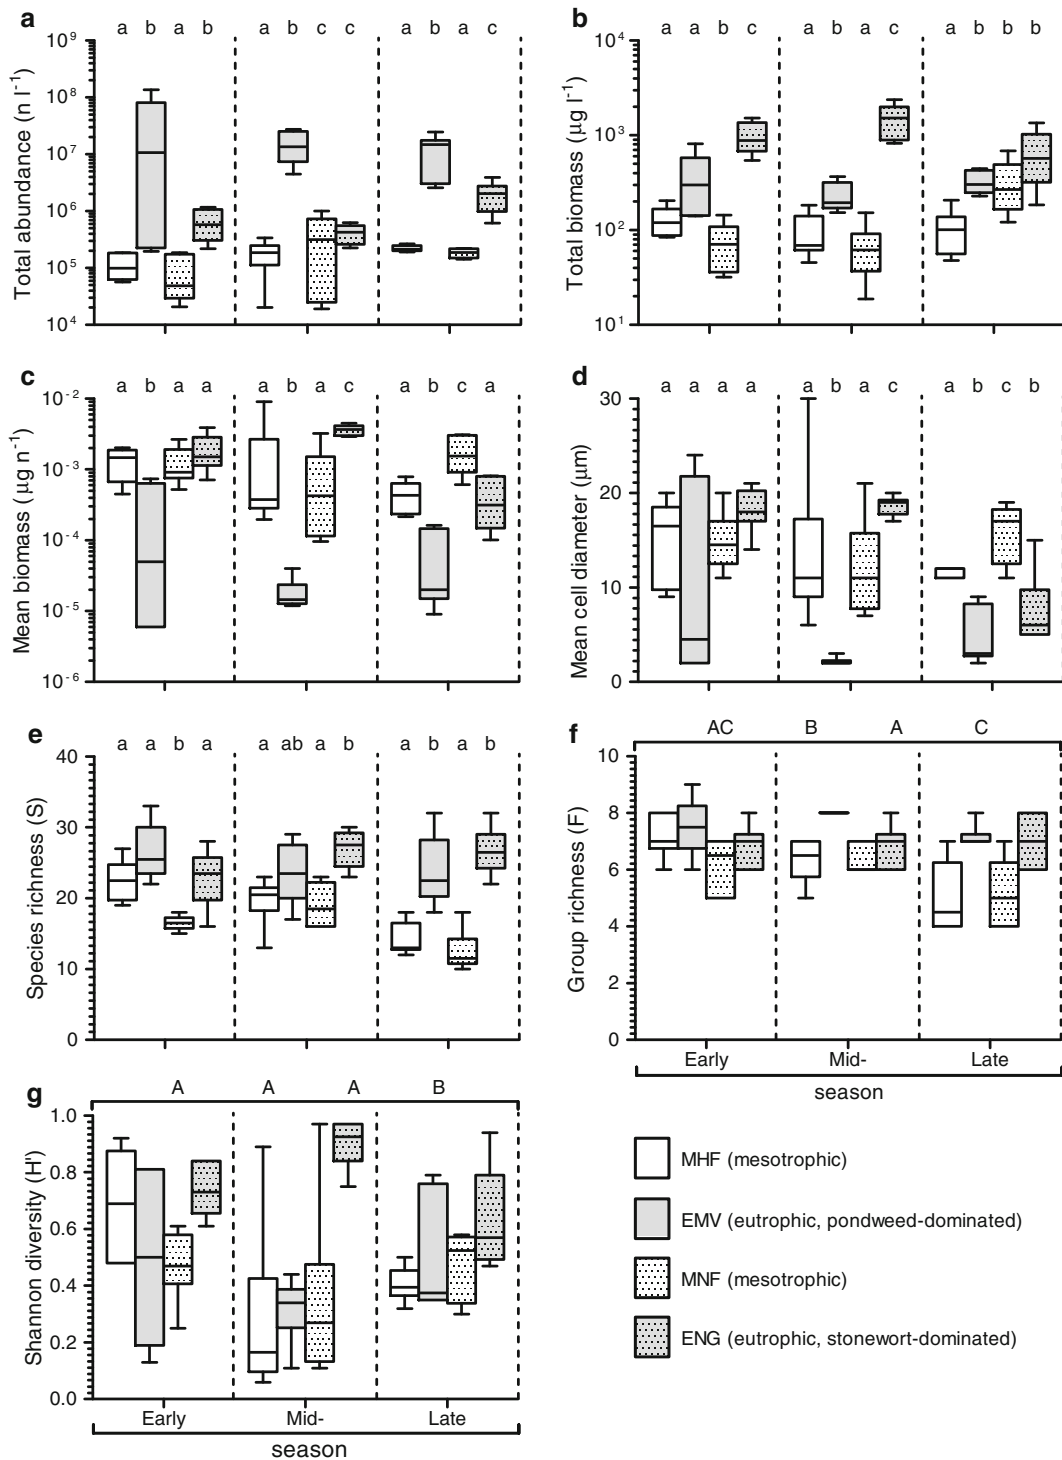 a
a b a b a b c c a b a c
Total abundance (n l⁻¹)
10⁹
10⁸
10⁷
10⁶
10⁵
10⁴
b
a a b c a b a c a b b b
Total biomass (µg l⁻¹)
10⁴
10³
10²
10¹
c
a b a a a b a c a b c a
Mean biomass (µg n⁻¹)
10⁻²
10⁻³
10⁻⁴
10⁻⁵
10⁻⁶
d
a a a a a b a c a b c b
Mean cell diameter (µm)
30
20
10
0
e
a a b a a ab a b a b a b
Species richness (S)
40
30
20
10
0
f
AC B A C
Group richness (F)
10
8
6
4
2
0
Early Mid- Late
season
g
A A A B
Shannon diversity (H')
1.0
0.8
0.6
0.4
0.2
0.0
Early Mid- Late
season
MHF (mesotrophic)
EMV (eutrophic, pondweed-dominated)
MNF (mesotrophic)
ENG (eutrophic, stonewort-dominated)